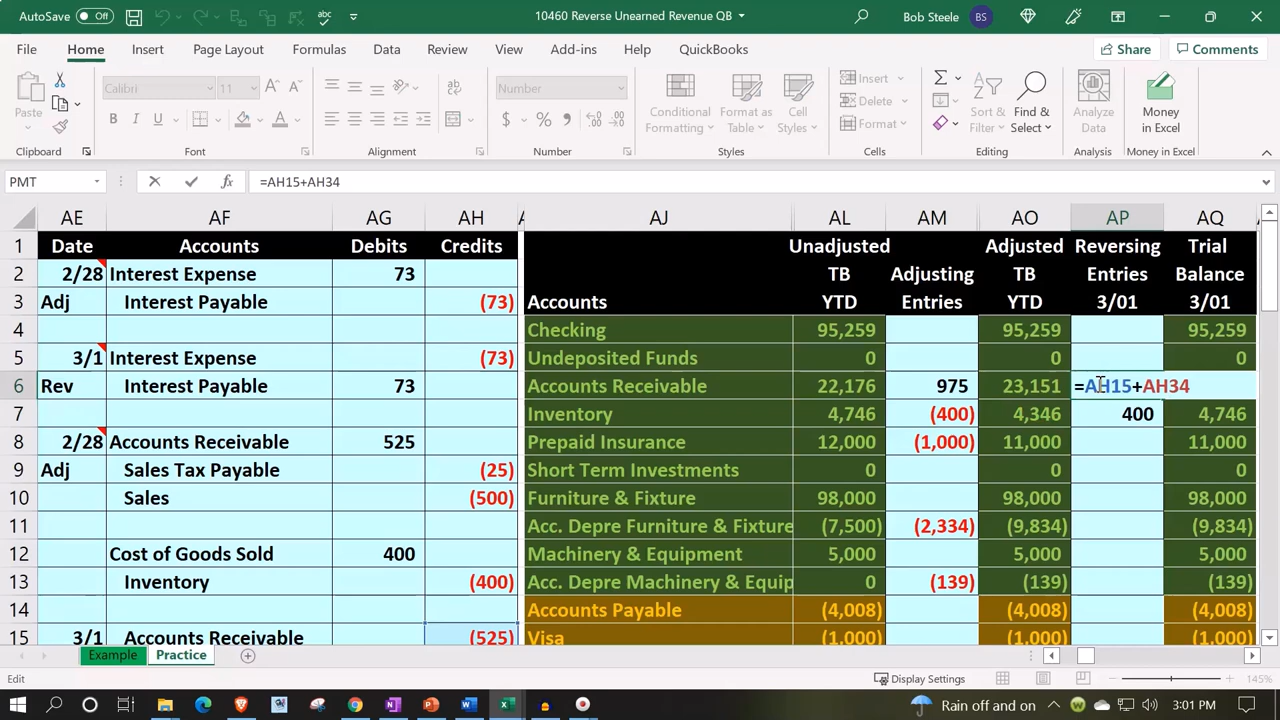 AutoSave Off 10460 Reverse Unearned Revenue QB Bob Steele BS
File Home Insert Page Layout Formulas Data Review View Add-ins Help QuickBooks Share Comments
Paste Calibri 11 A A Number Insert
B I U A $ % 9 Delete
Conditional Format as Cell Format Sort & Find & Analyze Money
Formatting Table Styles Filter Select Data in Excel
Clipboard Font Alignment Number Styles Cells Editing Analysis Money in Excel
PMT fx =AH15+AH34
AE AF AG AH AJ AL AM AO AP AQ
1 Date Accounts Debits Credits Unadjusted Adjusted Reversing Trial
2 2/28 Interest Expense 73 TB Adjusting TB Entries Balance
3 Adj Interest Payable (73) Accounts YTD Entries YTD 3/01 3/01
4 Checking 95,259 95,259 95,259
5 3/1 Interest Expense (73) Undeposited Funds 0 0 0
6 Rev Interest Payable 73 Accounts Receivable 22,176 975 23,151 =AH15+AH34
7 Inventory 4,746 (400) 4,346 400 4,746
8 2/28 Accounts Receivable 525 Prepaid Insurance 12,000 (1,000) 11,000 11,000
9 Adj Sales Tax Payable (25) Short Term Investments 0 0 0
10 Sales (500) Furniture & Fixture 98,000 98,000 98,000
11 Acc. Depre Furniture & Fixture (7,500) (2,334) (9,834) (9,834)
12 Cost of Goods Sold 400 Machinery & Equipment 5,000 5,000 5,000
13 Inventory (400) Acc. Depre Machinery & Equip 0 (139) (139) (139)
14 Accounts Payable (4,008) (4,008) (4,008)
15 3/1 Accounts Receivable (525) Visa (1,000) (1,000) (1,000)
Example Practice
Edit Display Settings 145%
Rain off and on 3:01 PM